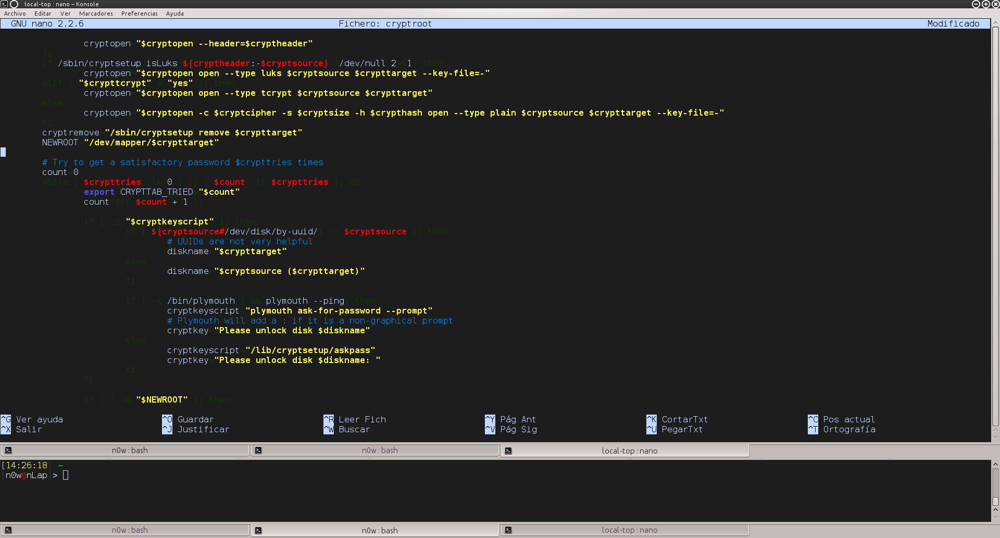 local-top : nano – Konsole
Archivo Editar Ver Marcadores Preferencias Ayuda
GNU nano 2.2.6 Fichero: cryptroot Modificado
cryptopen="$cryptopen --header=$cryptheader"
fi
if /sbin/cryptsetup isLuks ${cryptheader:-$cryptsource} >/dev/null 2>&1; then
cryptopen="$cryptopen open --type luks $cryptsource $crypttarget --key-file=-"
elif [ "$crypttcrypt" = "yes" ]; then
cryptopen="$cryptopen open --type tcrypt $cryptsource $crypttarget"
else
cryptopen="$cryptopen -c $cryptcipher -s $cryptsize -h $crypthash open --type plain $cryptsource $crypttarget --key-file=-"
fi
cryptremove="/sbin/cryptsetup remove $crypttarget"
NEWROOT="/dev/mapper/$crypttarget"
# Try to get a satisfactory password $crypttries times
count=0
while [ $crypttries -le 0 ] || [ $count -lt $crypttries ]; do
export CRYPTTAB_TRIED="$count"
count=$(( $count + 1 ))
if [ -z "$cryptkeyscript" ]; then
if [ ${cryptsource#/dev/disk/by-uuid/} != $cryptsource ]; then
# UUIDs are not very helpful
diskname="$crypttarget"
else
diskname="$cryptsource ($crypttarget)"
fi
if [ -x /bin/plymouth ] && plymouth --ping; then
cryptkeyscript="plymouth ask-for-password --prompt"
# Plymouth will add a : if it is a non-graphical prompt
cryptkey="Please unlock disk $diskname"
else
cryptkeyscript="/lib/cryptsetup/askpass"
cryptkey="Please unlock disk $diskname: "
fi
fi
if [ ! -e "$NEWROOT" ]; then
^G Ver ayuda ^O Guardar ^R Leer Fich ^Y Pág Ant ^K CortarTxt ^C Pos actual
^X Salir ^J Justificar ^W Buscar ^V Pág Sig ^U PegarTxt ^T Ortografía
n0w : bash n0w : bash local-top : nano
[14:26:18] ~
[n0w@nLap]>
n0w : bash n0w : bash local-top : nano